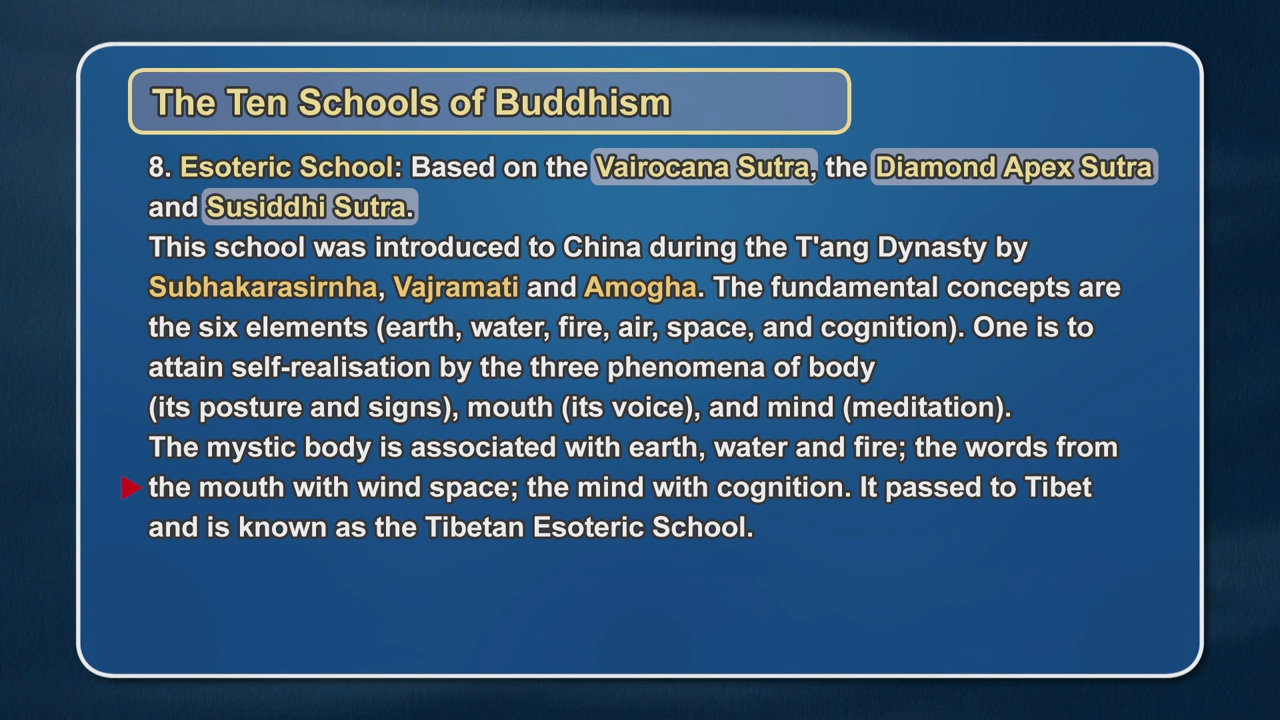 The Ten Schools of Buddhism
8. Esoteric School: Based on the Vairocana Sutra, the Diamond Apex Sutra
and Susiddhi Sutra.
This school was introduced to China during the T'ang Dynasty by
Subhakarasirnha, Vajramati and Amogha. The fundamental concepts are
the six elements (earth, water, fire, air, space, and cognition). One is to
attain self-realisation by the three phenomena of body
(its posture and signs), mouth (its voice), and mind (meditation).
The mystic body is associated with earth, water and fire; the words from
the mouth with wind space; the mind with cognition. It passed to Tibet
and is known as the Tibetan Esoteric School.